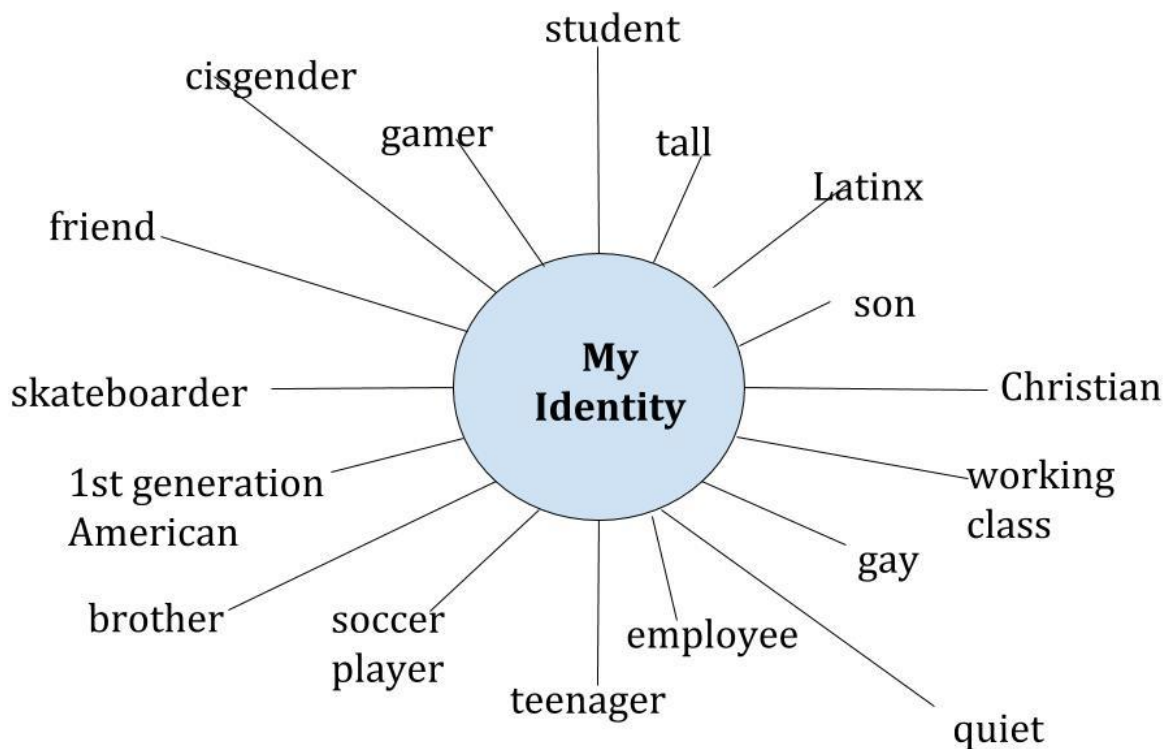 student
cisgender
gamer
tall
Latinx
friend
son
My
Identity
skateboarder
Christian
1st generation
American
working
class
gay
brother
soccer
player
employee
teenager
quiet